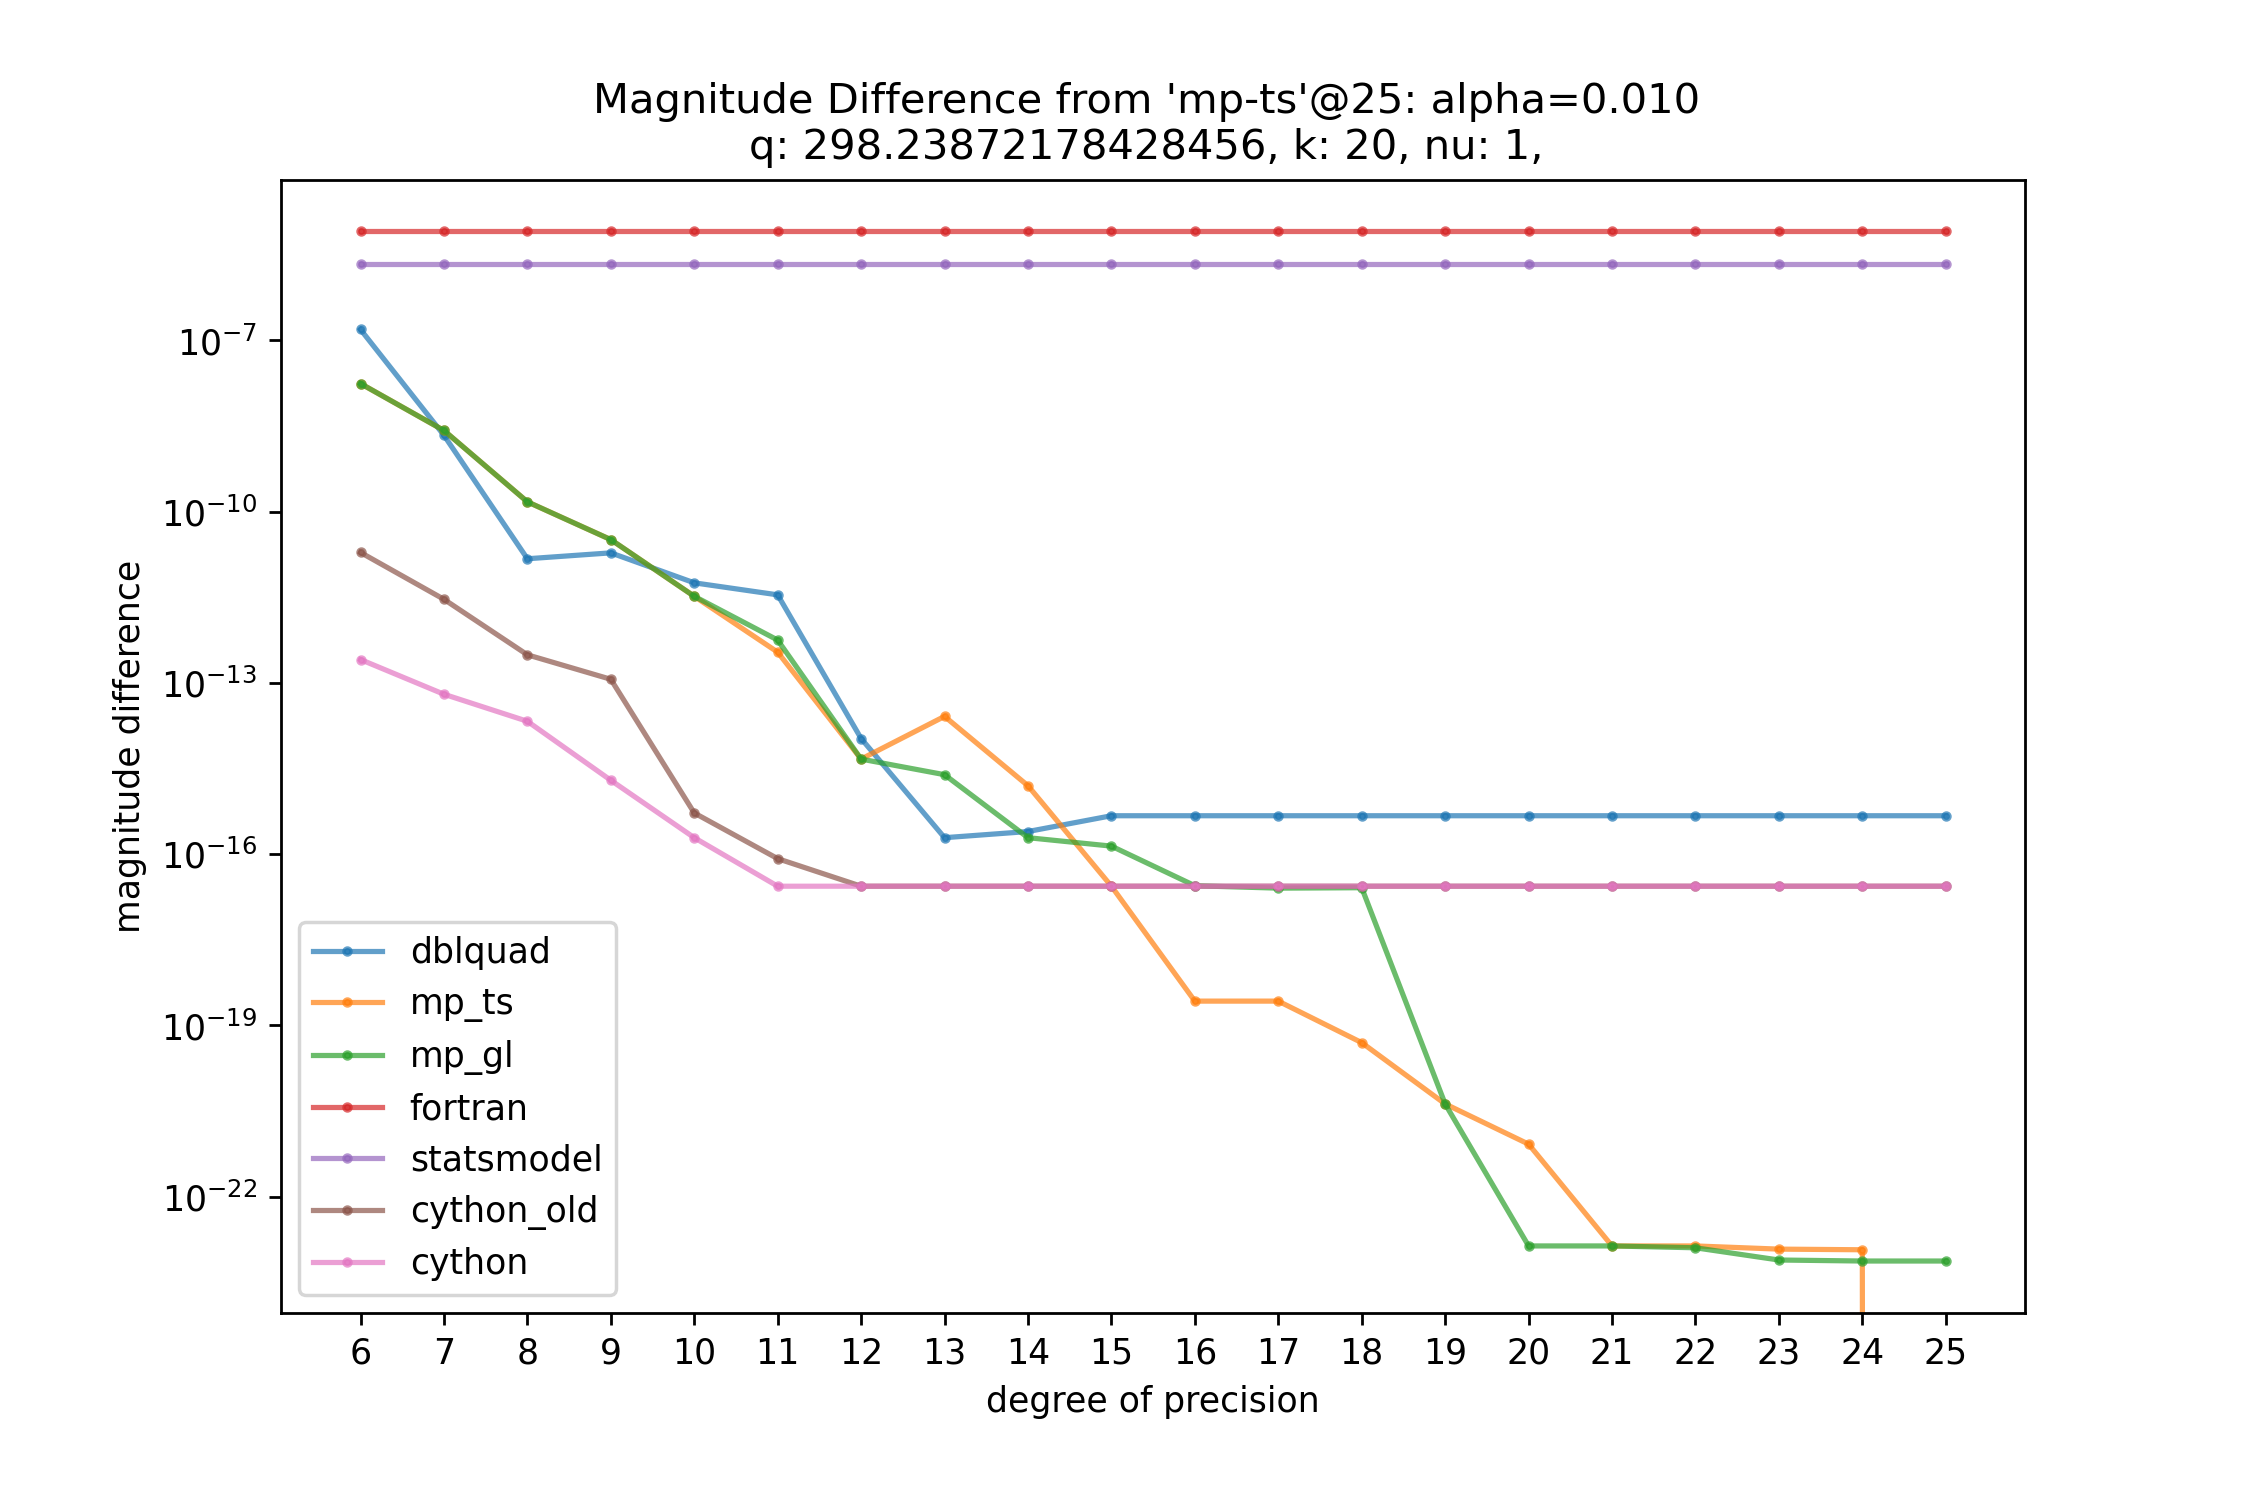 Magnitude Difference from 'mp-ts'@25: alpha=0.010
q: 298.23872178428456, k: 20, nu: 1,
magnitude difference
10⁻⁷
10⁻¹⁰
10⁻¹³
10⁻¹⁶
10⁻¹⁹
10⁻²²
dblquad
mp_ts
mp_gl
fortran
statsmodel
cython_old
cython
6 7 8 9 10 11 12 13 14 15 16 17 18 19 20 21 22 23 24 25
degree of precision